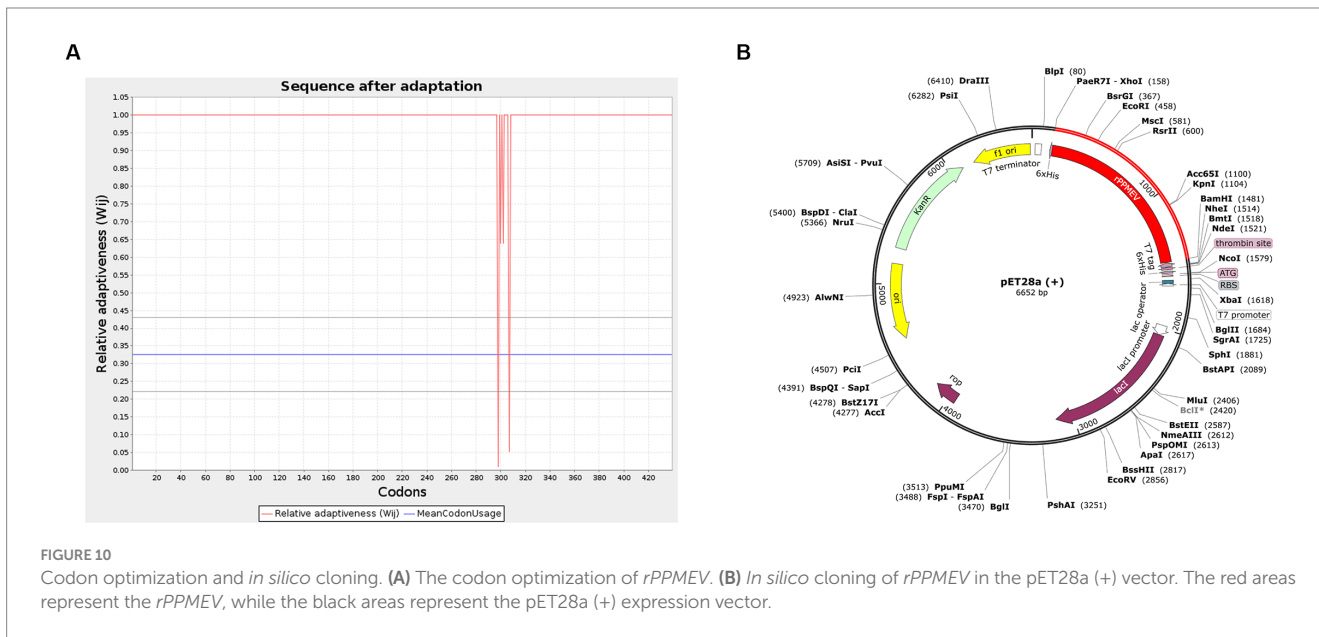 A
Sequence after adaptation
Relative adaptiveness (Wij)
1.05
1.00
0.95
0.90
0.85
0.80
0.75
0.70
0.65
0.60
0.55
0.50
0.45
0.40
0.35
0.30
0.25
0.20
0.15
0.10
0.05
0.00
20 40 60 80 100 120 140 160 180 200 220 240 260 280 300 320 340 360 380 400 420
Codons
Relative adaptiveness (Wij) MeanCodonUsage
B
BlpI (80)
PaeR7I - XhoI (158)
BsrGI (367)
EcoRI (458)
MscI (581)
RsrII (600)
Acc65I (1100)
KpnI (1104)
BamHI (1481)
NheI (1514)
BmtI (1518)
NdeI (1521)
thrombin site
NcoI (1579)
ATG
RBS
XbaI (1618)
T7 promoter
BglII (1684)
SgrAI (1725)
SphI (1881)
BstAPI (2089)
MluI (2406)
BclI* (2420)
BstEII (2587)
NmeAIII (2612)
PspOMI (2613)
ApaI (2617)
BssHII (2817)
EcoRV (2856)
PshAI (3251)
(3470) BglI
(3488) FspI - FspAI
(3513) PpuMI
(4277) AccI
(4278) BstZ17I
(4391) BspQI - SapI
(4507) PciI
(4923) AlwNI
(5366) NruI
(5400) BspDI - ClaI
(5709) AsiSI - PvuI
(6282) PsiI
(6410) DraIII
f1 ori
T7 terminator
6xHis
rPPMEV
1000
T7 tag
6xHis
lac operator
lacI promoter
2000
lacI
3000
rop
4000
ori
5000
KanR
6000
pET28a (+)
6652 bp
FIGURE 10
Codon optimization and in silico cloning. (A) The codon optimization of rPPMEV. (B) In silico cloning of rPPMEV in the pET28a (+) vector. The red areas
represent the rPPMEV, while the black areas represent the pET28a (+) expression vector.